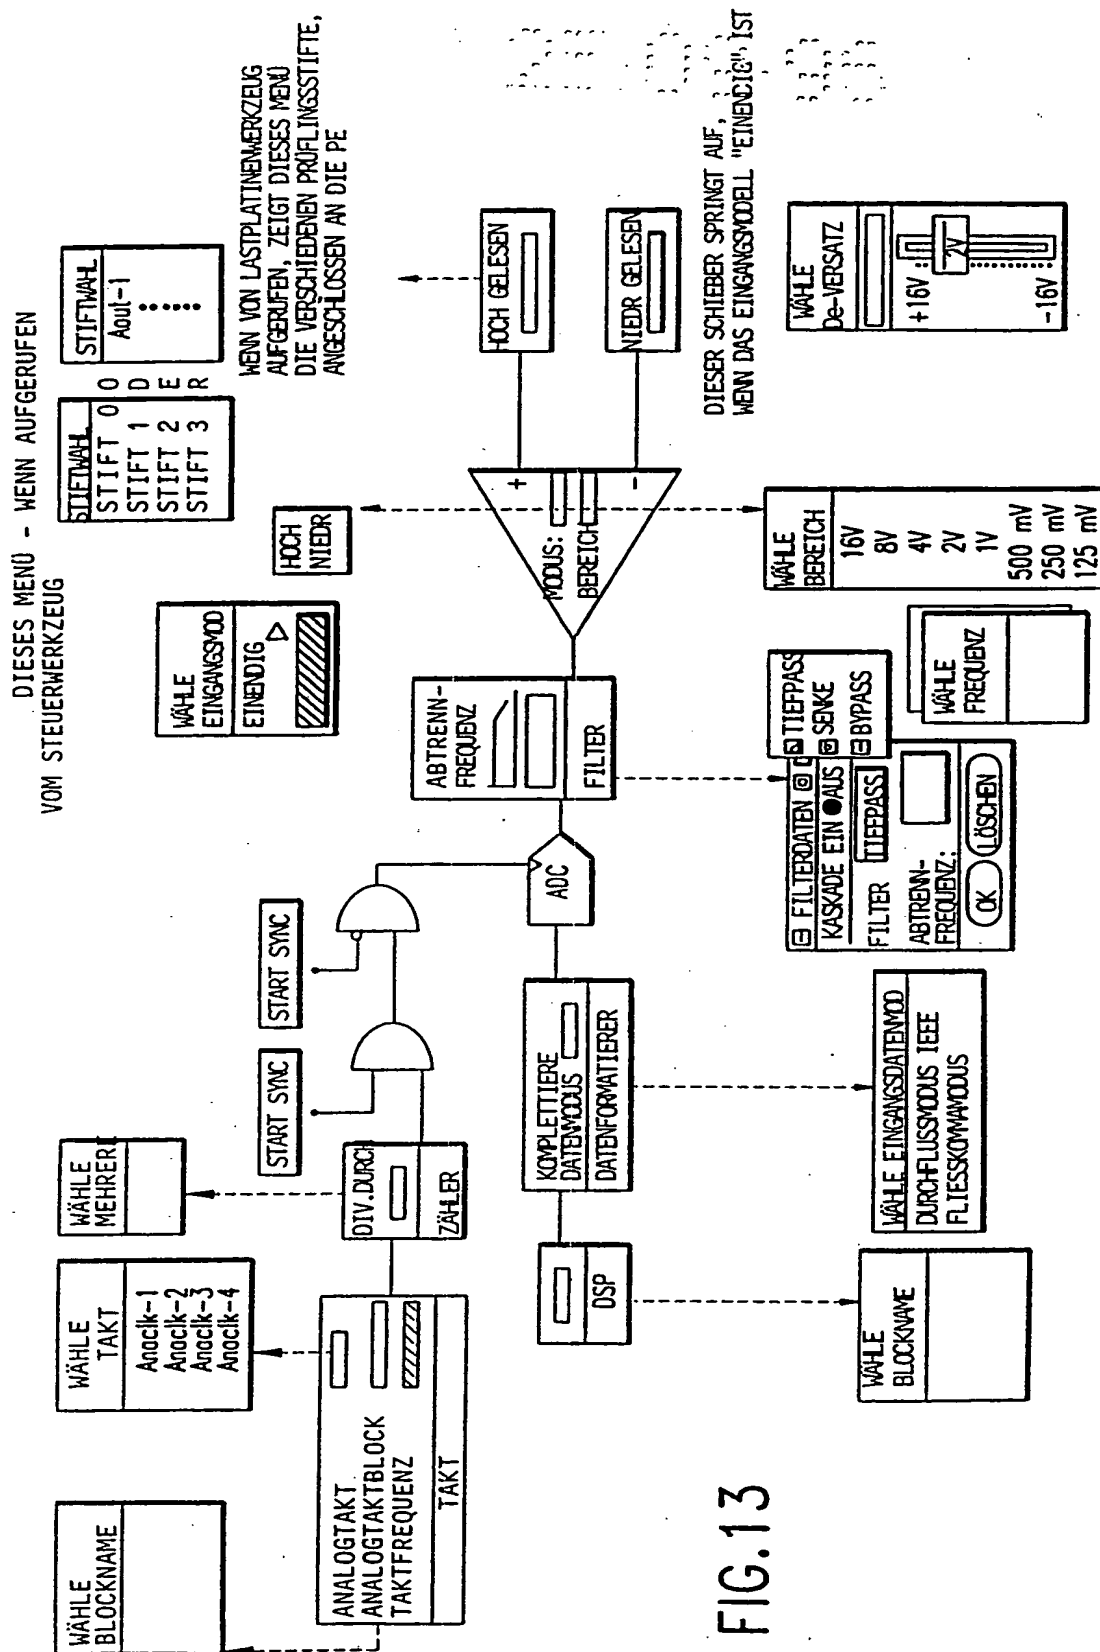 DIESES MENÜ - WENN AUFGERUFEN
VOM STEUERWERKZEUG
STIFTWAHL
STIFT 0
STIFT 1
STIFT 2
STIFT 3
ODER
STIFTWAHL
Aout-1
WENN VON LASTPLATINENWERKZEUG
AUFGERUFEN, ZEIGT DIESES MENÜ
DIE VERSCHIEDENEN PRÜFLINGSSTIFTE,
ANGESCHLOSSEN AN DIE PE
WÄHLE
BLOCKNAME
WÄHLE
TAKT
Anaclk-1
Anaclk-2
Anaclk-3
Anaclk-4
WÄHLE
MEHRERE
START SYNC
START SYNC
WÄHLE
EINGANGSMOD
EINENDIG
HOCH
NIEDR
ANALOGTAKT
ANALOGTAKTBLOCK
TAKTFREQUENZ
TAKT
DIV.DURCH
ZÄHLER
ABTRENN-
FREQUENZ
FILTER
MODUS:
BEREICH
+
-
HOCH GELESEN
NIEDR GELESEN
DSP
KOMPLETTIERE
DATENMODUS
DATENFORMATIERER
ADC
DIESER SCHIEBER SPRINGT AUF,
WENN DAS EINGANGSMODELL "EINENDIG" IST
WÄHLE
BLOCKNAME
WÄHLE EINGANGSDATENMOD
DURCHFLUSSMODUS IEEE
FLIESSKOMMAMODUS
FILTERDATEN
KASKADE EIN AUS
FILTER TIEFPASS
ABTRENN-
FREQUENZ:
OK LÖSCHEN
TIEFPASS
SENKE
BYPASS
WÄHLE
FREQUENZ
WÄHLE
BEREICH
16V
8V
4V
2V
1V
500 mV
250 mV
125 mV
WÄHLE
De-VERSATZ
+16V
2V
-16V
FIG.13